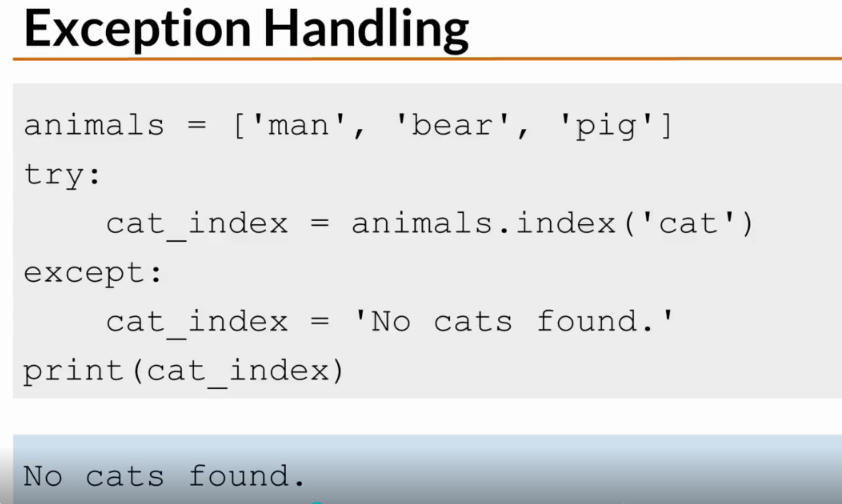 Exception Handling
animals = ['man', 'bear', 'pig']
try:
    cat_index = animals.index('cat')
except:
    cat_index = 'No cats found.'
print(cat_index)
No cats found.